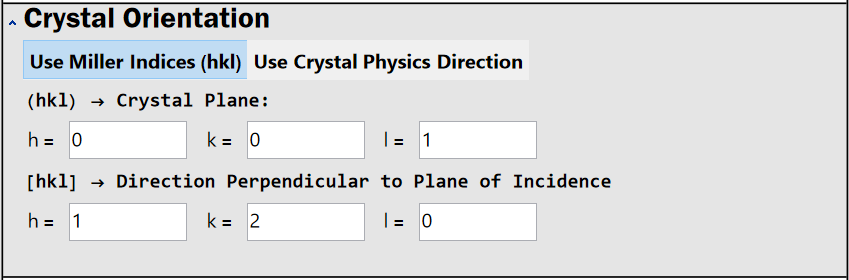 Crystal Orientation
Use Miller Indices (hkl) Use Crystal Physics Direction
(hkl) → Crystal Plane:
h = 0 k = 0 l = 1
[hkl] → Direction Perpendicular to Plane of Incidence
h = 1 k = 2 l = 0